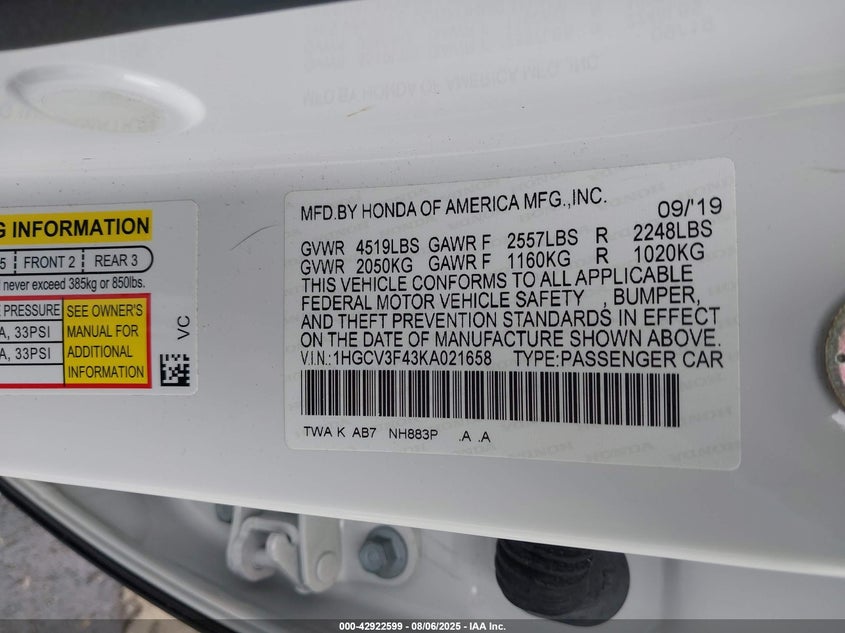 MFD.BY HONDA OF AMERICA MFG.,INC. 09/'19
GVWR 4519LBS GAWR F 2557LBS R 2248LBS
GVWR 2050KG GAWR F 1160KG R 1020KG
THIS VEHICLE CONFORMS TO ALL APPLICABLE
FEDERAL MOTOR VEHICLE SAFETY , BUMPER,
AND THEFT PREVENTION STANDARDS IN EFFECT
ON THE DATE OF MANUFACTURE SHOWN ABOVE.
V.I.N.:1HGCV3F43KA021658 TYPE:PASSENGER CAR
TWA K AB7 NH883P .A .A
INFORMATION
5 FRONT 2 REAR 3
never exceed 385kg or 850lbs.
PRESSURE
A, 33PSI
A, 33PSI
SEE OWNER'S
MANUAL FOR
ADDITIONAL
INFORMATION
VC
000-42922599 - 08/06/2025 - IAA Inc.